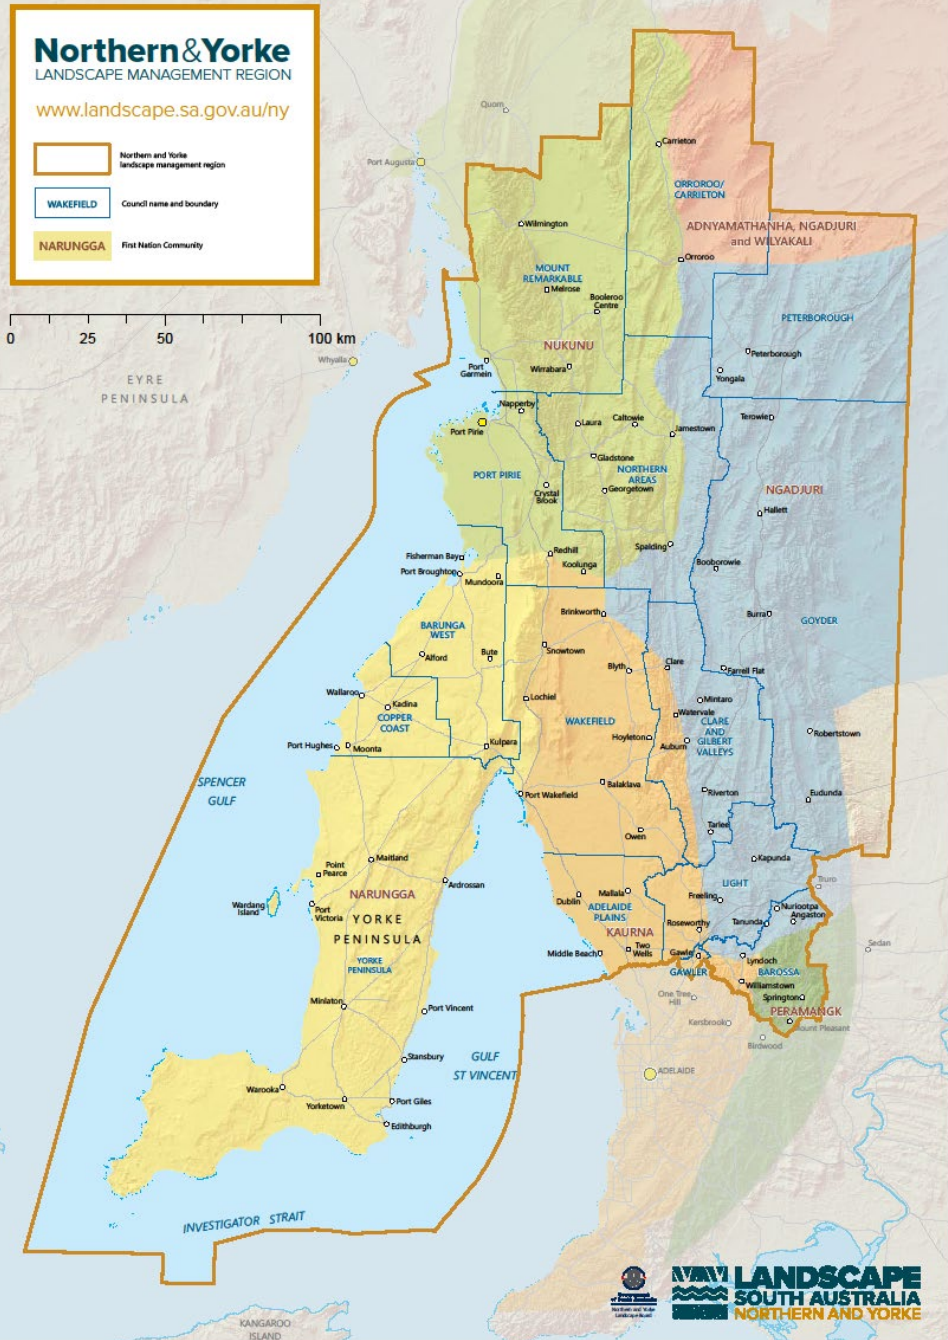 Northern&Yorke
LANDSCAPE MANAGEMENT REGION
www.landscape.sa.gov.au/ny
Northern and Yorke
landscape management region
WAKEFIELD
Council name and boundary
NARUNGGA
First Nation Community
0 25 50 100 km
Quorn
Port Augusta
Carrieton
ORROROO/
CARRIETON
Wilmington
ADNYAMATHANHA, NGADJURI
and WILYAKALI
Orroroo
MOUNT
REMARKABLE
Melrose
Booleroo
Centre
PETERBOROUGH
NUKUNU
Peterborough
Whyalla
Port
Germein
Wirrabara
Yongala
EYRE
PENINSULA
Napperby
Port Pirie
Laura
Caltowie
Jamestown
Terowie
Gladstone
PORT PIRIE
NORTHERN
AREAS
Crystal
Brook
Georgetown
NGADJURI
Hallett
Fisherman Bay
Redhill
Spalding
Port Broughton
Mundoora
Koolunga
Booborowie
Brinkworth
Burra
GOYDER
BARUNGA
WEST
Alford
Bute
Snowtown
Blyth
Clare
Farrell Flat
Wallaroo
Kadina
Lochiel
Mintaro
COPPER
COAST
WAKEFIELD
Watervale
CLARE
AND
GILBERT
VALLEYS
Robertstown
Port Hughes
Moonta
Kulpara
Hoyleton
Auburn
SPENCER
GULF
Port Wakefield
Balaklava
Riverton
Eudunda
Owen
Tarlee
Maitland
Kapunda
Point
Pearce
Ardrossan
Truro
NARUNGGA
Wardang
Island
Port
Victoria
YORKE
PENINSULA
YORKE
PENINSULA
Dublin
Mallala
ADELAIDE
PLAINS
LIGHT
Freeling
Nuriootpa
Angaston
KAURNA
Roseworthy
Tanunda
Middle Beach
Two
Wells
Gawler
GAWLER
Lyndoch
BAROSSA
Sedan
Williamstown
Springton
Minlaton
Port Vincent
One Tree
Hill
PERAMANGK
Kersbrook
Mount Pleasant
Birdwood
Stansbury
GULF
ST VINCENT
ADELAIDE
Warooka
Yorketown
Port Giles
Edithburgh
INVESTIGATOR STRAIT
KANGAROO
ISLAND
Northern and Yorke
Landscape Board
LANDSCAPE
SOUTH AUSTRALIA
NORTHERN AND YORKE